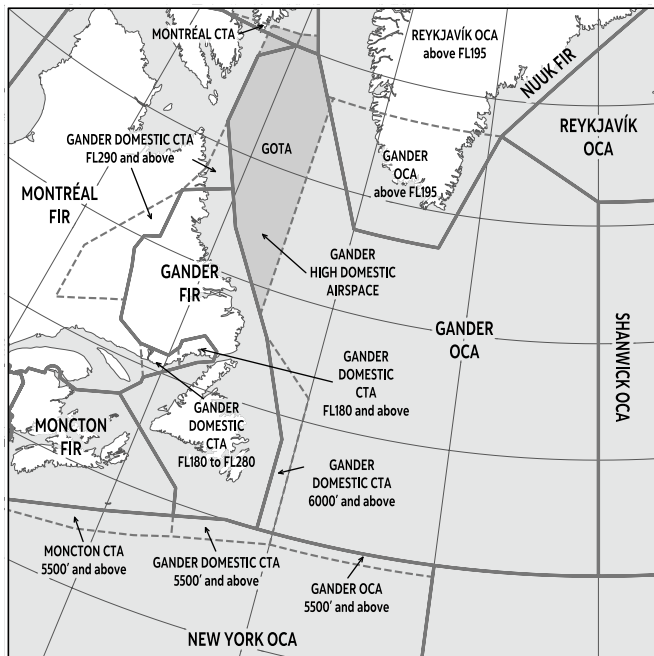 MONTRÉAL CTA
REYKJAVÍK OCA
above FL195
NUUK FIR
REYKJAVÍK
OCA
GANDER DOMESTIC CTA
FL290 and above
GOTA
GANDER
OCA
above FL195
MONTRÉAL
FIR
GANDER
HIGH DOMESTIC
AIRSPACE
GANDER
FIR
GANDER
OCA
SHANWICK OCA
GANDER
DOMESTIC
CTA
FL180 and above
GANDER
DOMESTIC
CTA
FL180 to FL280
MONCTON
FIR
GANDER
DOMESTIC CTA
6000' and above
MONCTON CTA
5500' and above
GANDER DOMESTIC CTA
5500' and above
GANDER OCA
5500' and above
NEW YORK OCA